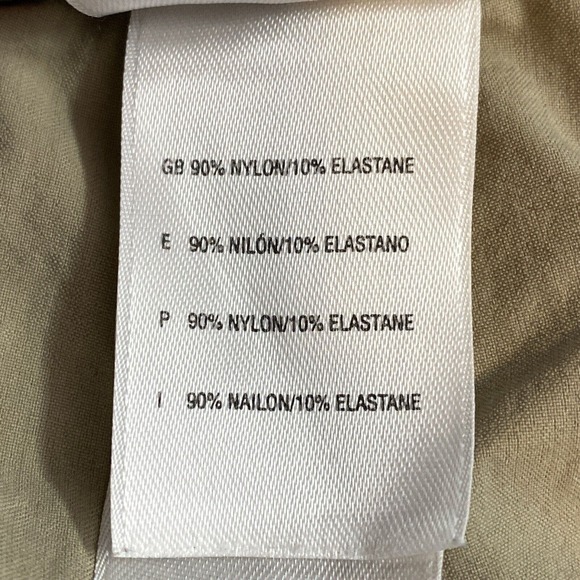 GB 90% NYLON/10% ELASTANE
E 90% NILÓN/10% ELASTANO
P 90% NYLON/10% ELASTANE
I 90% NAILON/10% ELASTANE